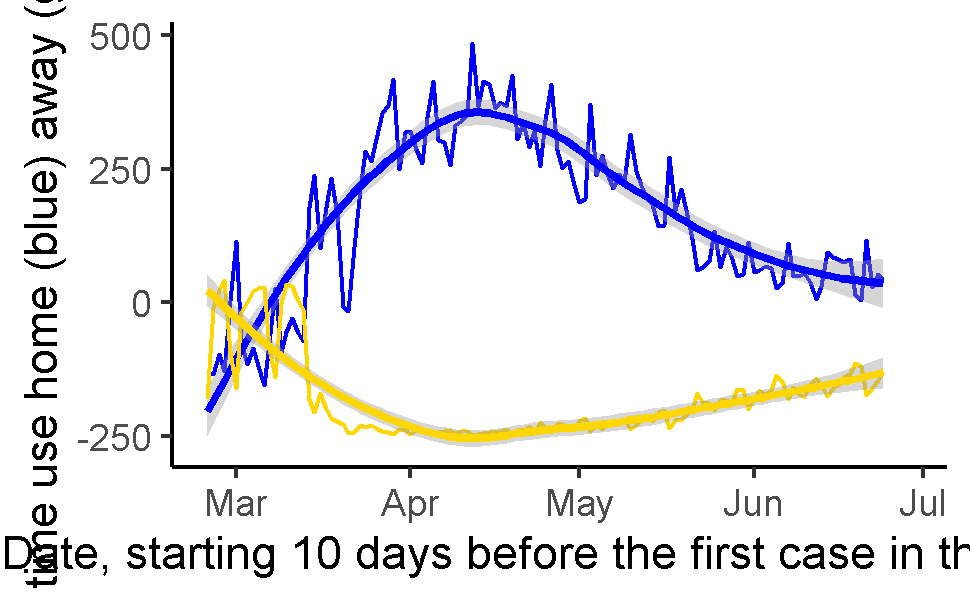 time use home (blue) away (
500
250
0
-250
Mar Apr May Jun Jul
Date, starting 10 days before the first case in th